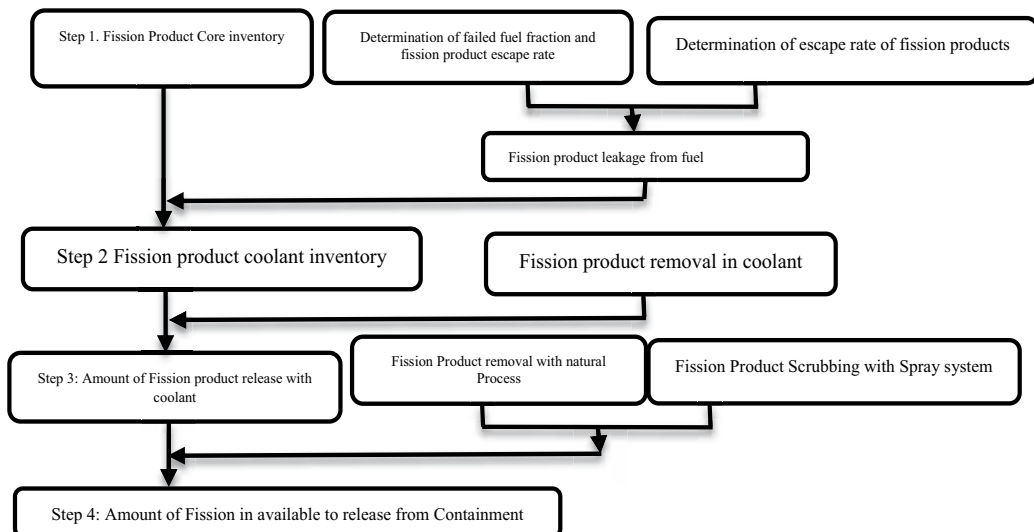 Step 1. Fission Product Core inventory
Determination of failed fuel fraction and
fission product escape rate
Determination of escape rate of fission products
Fission product leakage from fuel
Step 2 Fission product coolant inventory
Fission product removal in coolant
Step 3: Amount of Fission product release with
coolant
Fission Product removal with natural
Process
Fission Product Scrubbing with Spray system
Step 4: Amount of Fission in available to release from Containment